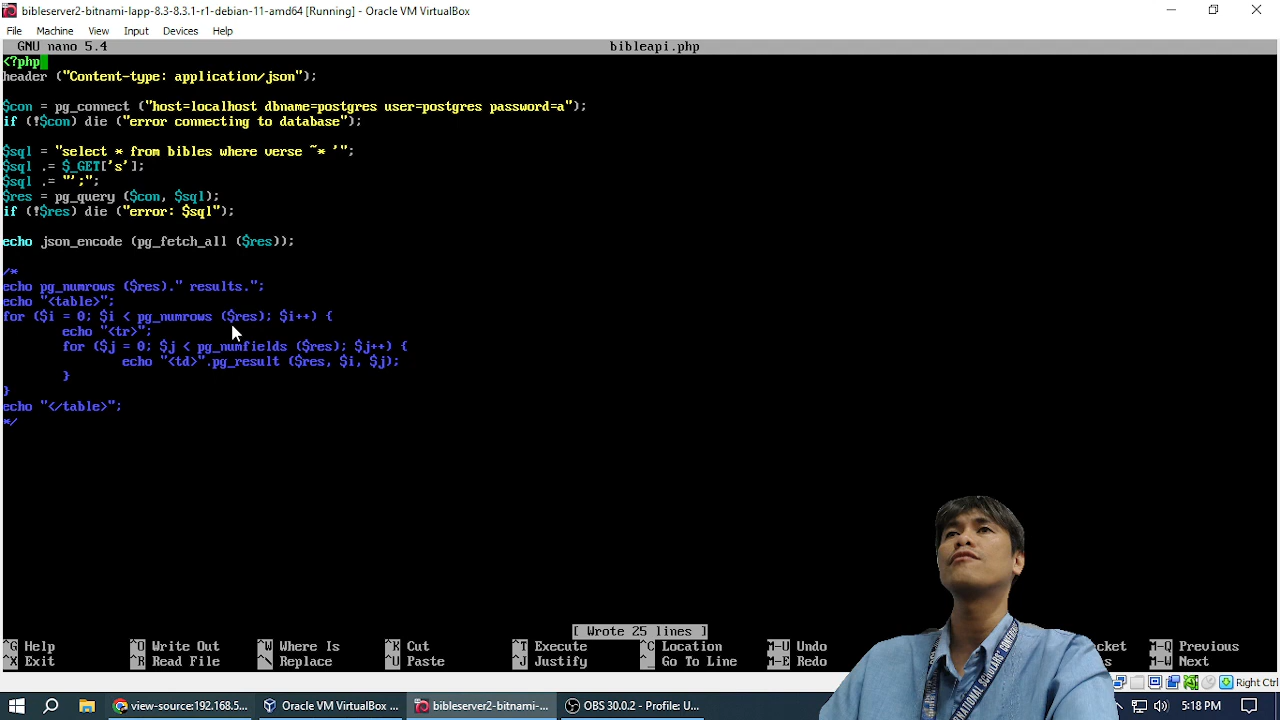 bibleserver2-bitnami-lapp-8.3-8.3.1-r1-debian-11-amd64 [Running] - Oracle VM VirtualBox
File Machine View Input Devices Help
GNU nano 5.4 bibleapi.php
<?php
header ("Content-type: application/json");
$con = pg_connect ("host=localhost dbname=postgres user=postgres password=a");
if (!$con) die ("error connecting to database");
$sql = "select * from bibles where verse ~* '";
$sql .= $_GET['s'];
$sql .= "';";
$res = pg_query ($con, $sql);
if (!$res) die ("error: $sql");
echo json_encode (pg_fetch_all ($res));
/*
echo pg_numrows ($res)." results.";
echo "<table>";
for ($i = 0; $i < pg_numrows ($res); $i++) {
echo "<tr>";
for ($j = 0; $j < pg_numfields ($res); $j++) {
echo "<td>".pg_result ($res, $i, $j);
}
}
echo "</table>";
*/
[ Wrote 25 lines ]
^G Help ^O Write Out ^W Where Is ^K Cut ^T Execute ^C Location M-U Undo M-Q Previous
^X Exit ^R Read File ^\ Replace ^U Paste ^J Justify ^_ Go To Line M-E Redo M-W Next
Right Ctrl
view-source:192.168.5... Oracle VM VirtualBox ... bibleserver2-bitnami-... OBS 30.0.2 - Profile: U... 5:18 PM